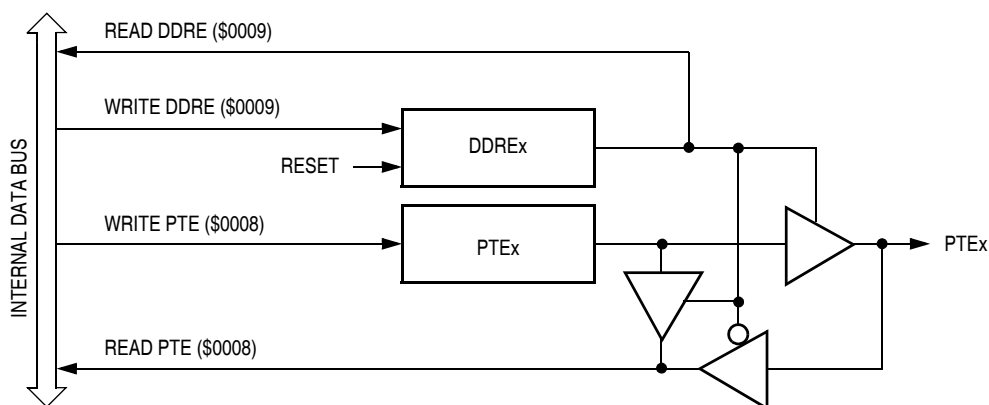 READ DDRE ($0009)
WRITE DDRE ($0009)
DDREx
RESET
INTERNAL DATA BUS
WRITE PTE ($0008)
PTEx
PTEx
READ PTE ($0008)